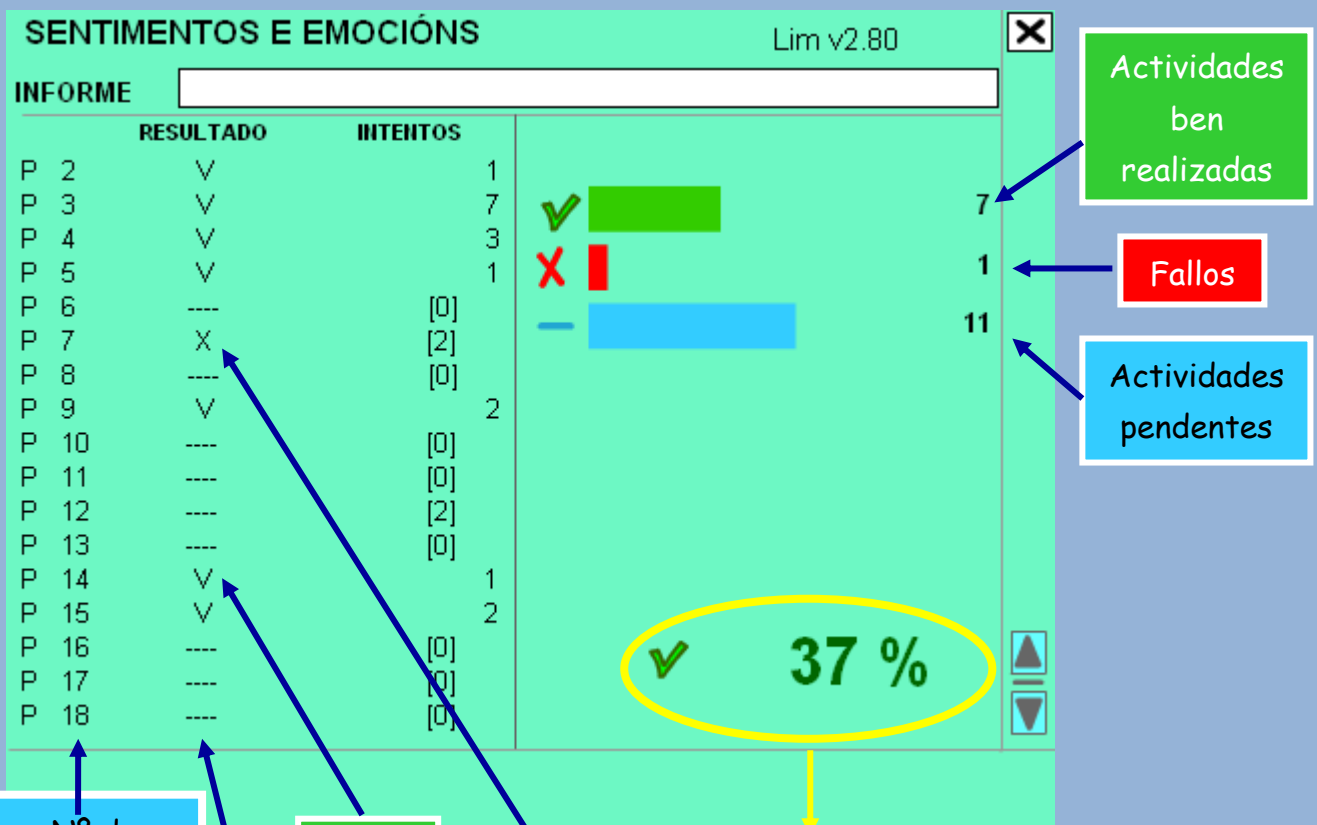 SENTIMENTOS E EMOCIÓNS
Lim v2.80
INFORME
RESULTADO INTENTOS
P 2 V 1
P 3 V 7
P 4 V 3
P 5 V 1
P 6 ---- [0]
P 7 X [2]
P 8 ---- [0]
P 9 V 2
P 10 ---- [0]
P 11 ---- [0]
P 12 ---- [2]
P 13 ---- [0]
P 14 V 1
P 15 V 2
P 16 ---- [0]
P 17 ---- [0]
P 18 ---- [0]
7
1
11
37 %
Actividades
ben
realizadas
Fallos
Actividades
pendentes